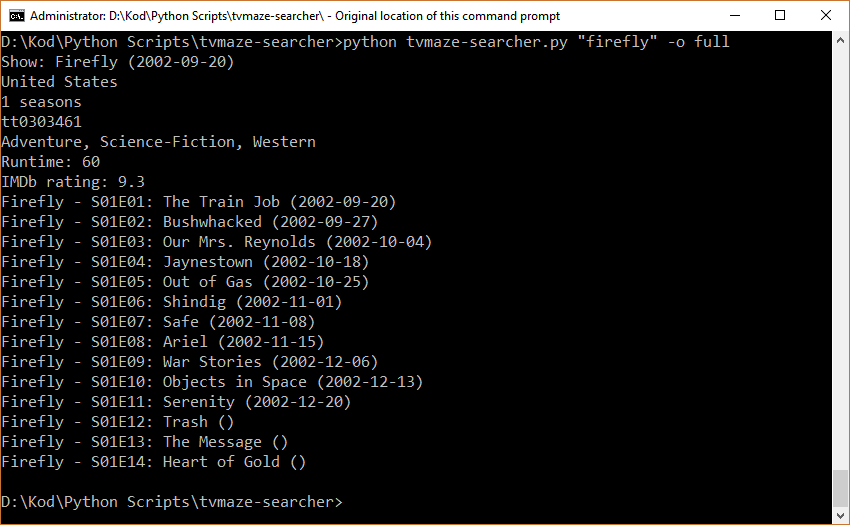 Administrator: D:\Kod\Python Scripts\tvmaze-searcher\ - Original location of this command prompt
D:\Kod\Python Scripts\tvmaze-searcher>python tvmaze-searcher.py "firefly" -o full
Show: Firefly (2002-09-20)
United States
1 seasons
tt0303461
Adventure, Science-Fiction, Western
Runtime: 60
IMDb rating: 9.3
Firefly - S01E01: The Train Job (2002-09-20)
Firefly - S01E02: Bushwhacked (2002-09-27)
Firefly - S01E03: Our Mrs. Reynolds (2002-10-04)
Firefly - S01E04: Jaynestown (2002-10-18)
Firefly - S01E05: Out of Gas (2002-10-25)
Firefly - S01E06: Shindig (2002-11-01)
Firefly - S01E07: Safe (2002-11-08)
Firefly - S01E08: Ariel (2002-11-15)
Firefly - S01E09: War Stories (2002-12-06)
Firefly - S01E10: Objects in Space (2002-12-13)
Firefly - S01E11: Serenity (2002-12-20)
Firefly - S01E12: Trash ()
Firefly - S01E13: The Message ()
Firefly - S01E14: Heart of Gold ()
D:\Kod\Python Scripts\tvmaze-searcher>